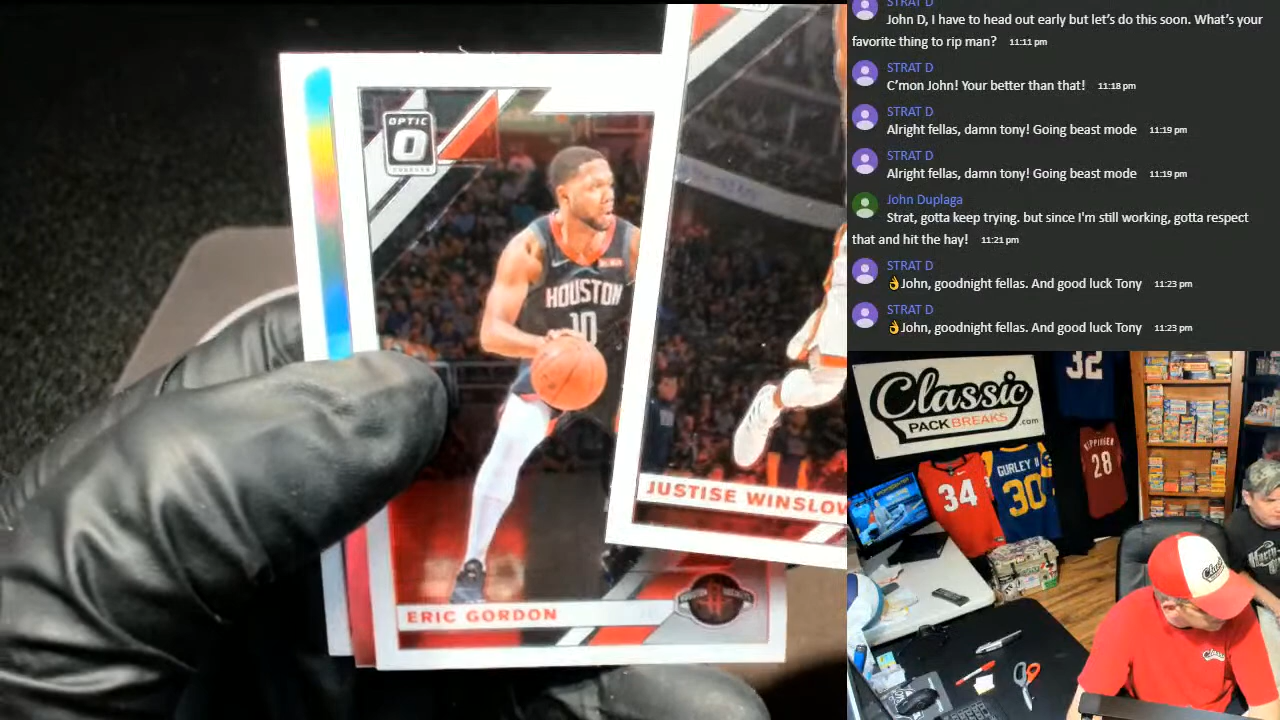 OPTIC
HOUSTON
10
ERIC GORDON
JUSTISE WINSLOW
STRAT D
John D, I have to head out early but let's do this soon. What's your
favorite thing to rip man? 11:11 pm
STRAT D
C'mon John! Your better than that! 11:18 pm
STRAT D
Alright fellas, damn tony! Going beast mode 11:19 pm
STRAT D
Alright fellas, damn tony! Going beast mode 11:19 pm
John Duplaga
Strat, gotta keep trying. but since I'm still working, gotta respect
that and hit the hay! 11:21 pm
STRAT D
👌John, goodnight fellas. And good luck Tony 11:23 pm
STRAT D
👌John, goodnight fellas. And good luck Tony 11:23 pm
Classic
PACK BREAKS .com
32
34
GURLEY II
30
KIPPINGER
28